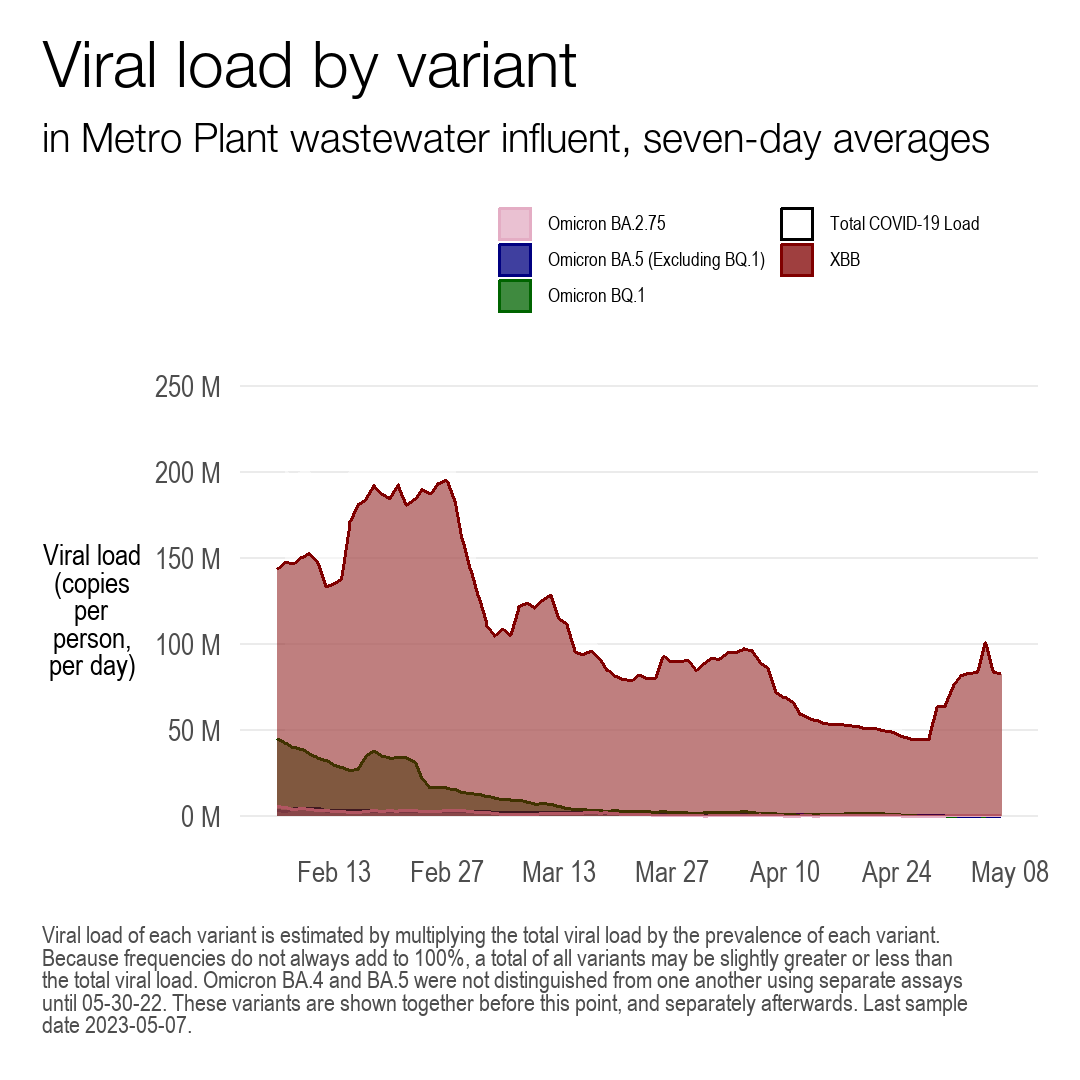 Viral load by variant
in Metro Plant wastewater influent, seven-day averages
Omicron BA.2.75
Omicron BA.5 (Excluding BQ.1)
Omicron BQ.1
Total COVID-19 Load
XBB
250 M
200 M
150 M
100 M
50 M
0 M
Viral load
(copies
per
person,
per day)
Feb 13
Feb 27
Mar 13
Mar 27
Apr 10
Apr 24
May 08
Viral load of each variant is estimated by multiplying the total viral load by the prevalence of each variant.
Because frequencies do not always add to 100%, a total of all variants may be slightly greater or less than
the total viral load. Omicron BA.4 and BA.5 were not distinguished from one another using separate assays
until 05-30-22. These variants are shown together before this point, and separately afterwards. Last sample
date 2023-05-07.